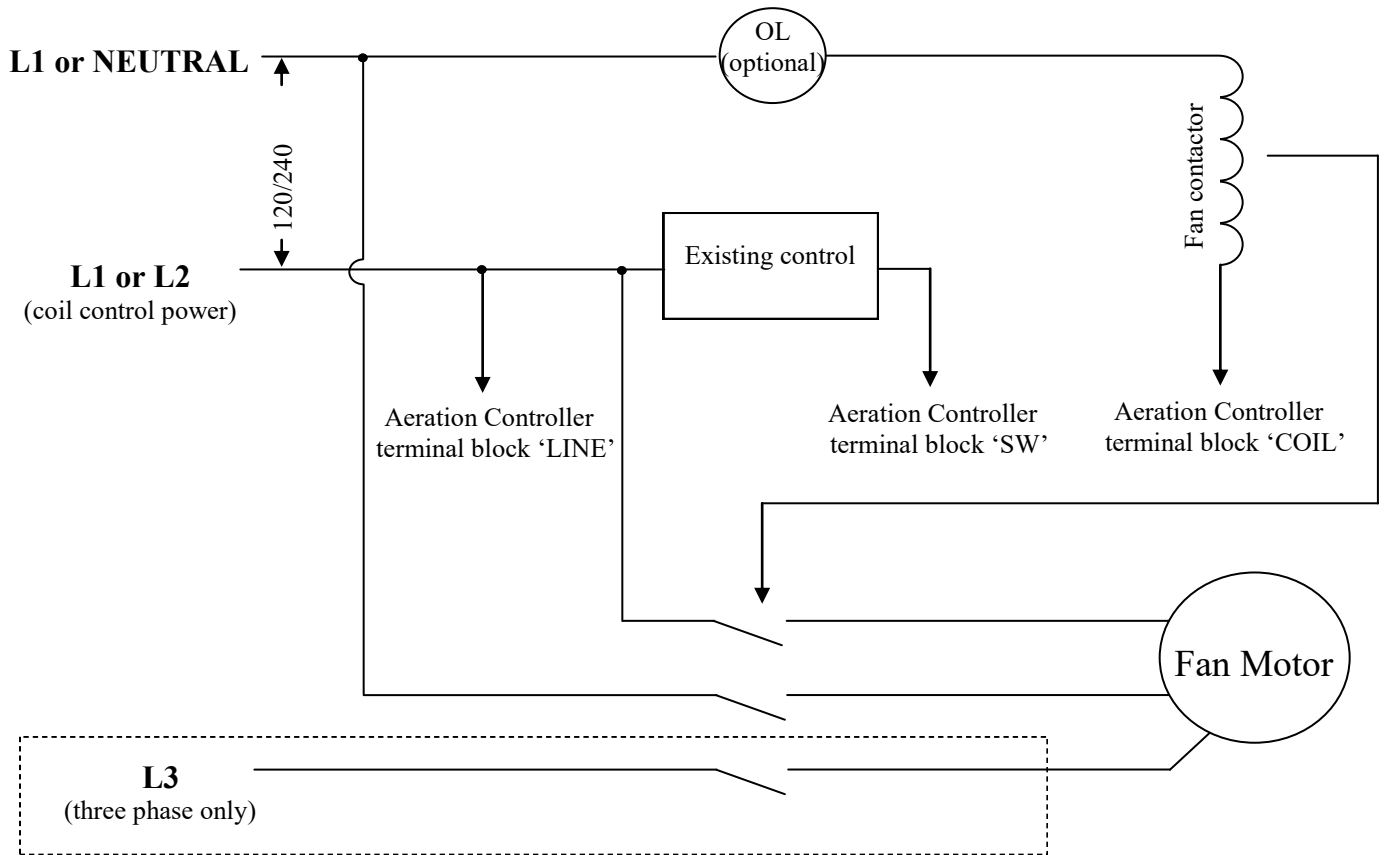 OL
(optional)
L1 or NEUTRAL
120/240
Fan contactor
L1 or L2
(coil control power)
Existing control
Aeration Controller
terminal block ‘LINE’
Aeration Controller
terminal block ‘SW’
Aeration Controller
terminal block ‘COIL’
Fan Motor
L3
(three phase only)